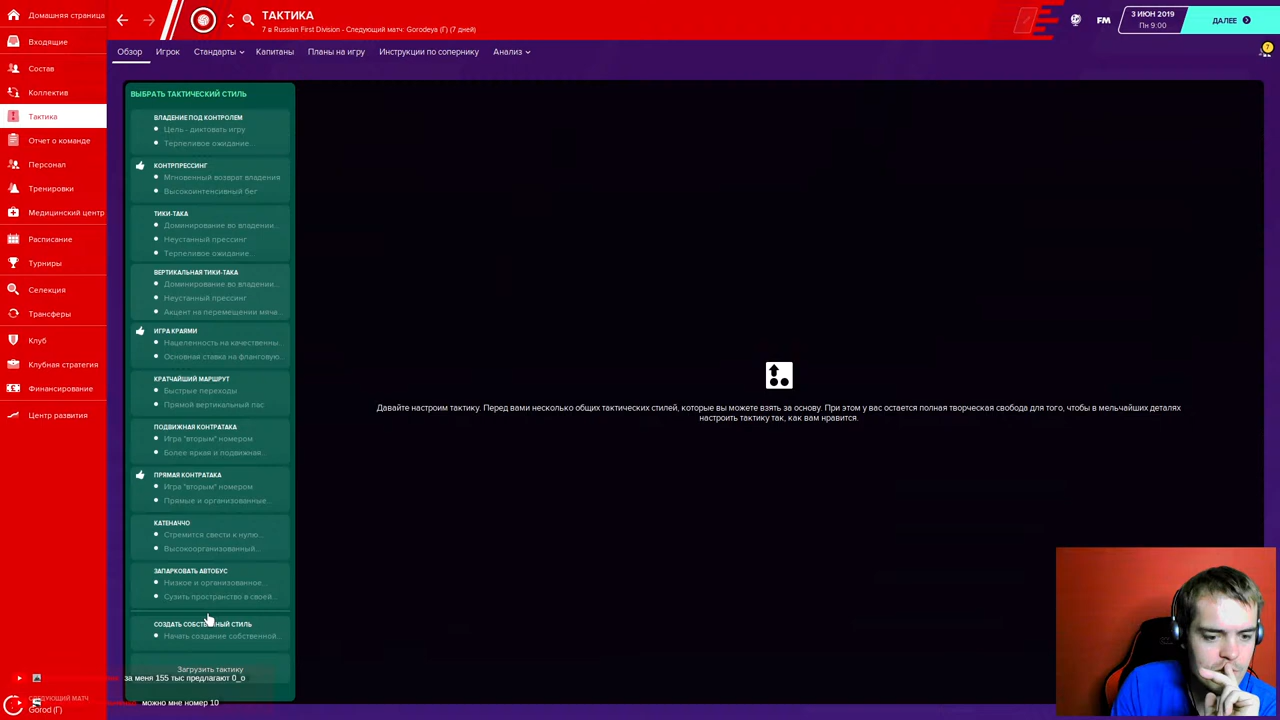 Домашняя страница
Входящие
Состав
Коллектив
Тактика
Отчет о команде
Персонал
Тренировки
Медицинский центр
Расписание
Турниры
Селекция
Трансферы
Клуб
Клубная стратегия
Финансирование
Центр развития
СЛЕДУЮЩИЙ МАТЧ
Gorod (Г)
ТАКТИКА
7 в Russian First Division - Следующий матч: Gorodeya (Г) (7 дней)
FM
3 ИЮН 2019
Пн 9:00
ДАЛЕЕ
Обзор Игрок Стандарты Капитаны Планы на игру Инструкции по сопернику Анализ
7
ВЫБРАТЬ ТАКТИЧЕСКИЙ СТИЛЬ
ВЛАДЕНИЕ ПОД КОНТРОЛЕМ
Цель - диктовать игру
Терпеливое ожидание...
КОНТРПРЕССИНГ
Мгновенный возврат владения
Высокоинтенсивный бег
ТИКИ-ТАКА
Доминирование во владении...
Неустанный прессинг
Терпеливое ожидание...
ВЕРТИКАЛЬНАЯ ТИКИ-ТАКА
Доминирование во владении...
Неустанный прессинг
Акцент на перемещении мяча...
ИГРА КРАЯМИ
Нацеленность на качественны...
Основная ставка на фланговую...
КРАТЧАЙШИЙ МАРШРУТ
Быстрые переходы
Прямой вертикальный пас
ПОДВИЖНАЯ КОНТРАТАКА
Игра "вторым" номером
Более яркая и подвижная...
ПРЯМАЯ КОНТРАТАКА
Игра "вторым" номером
Прямые и организованные...
КАТЕНАЧЧО
Стремится свести к нулю...
Высокоорганизованный...
ЗАПАРКОВАТЬ АВТОБУС
Низкое и организованное...
Сузить пространство в своей...
СОЗДАТЬ СОБСТВЕННЫЙ СТИЛЬ
Начать создание собственной...
Загрузить тактику
за меня 155 тыс предлагают 0_о
можно мне номер 10
Давайте настроим тактику. Перед вами несколько общих тактических стилей, которые вы можете взять за основу. При этом у вас остается полная творческая свобода для того, чтобы в мельчайших деталях
настроить тактику так, как вам нравится.